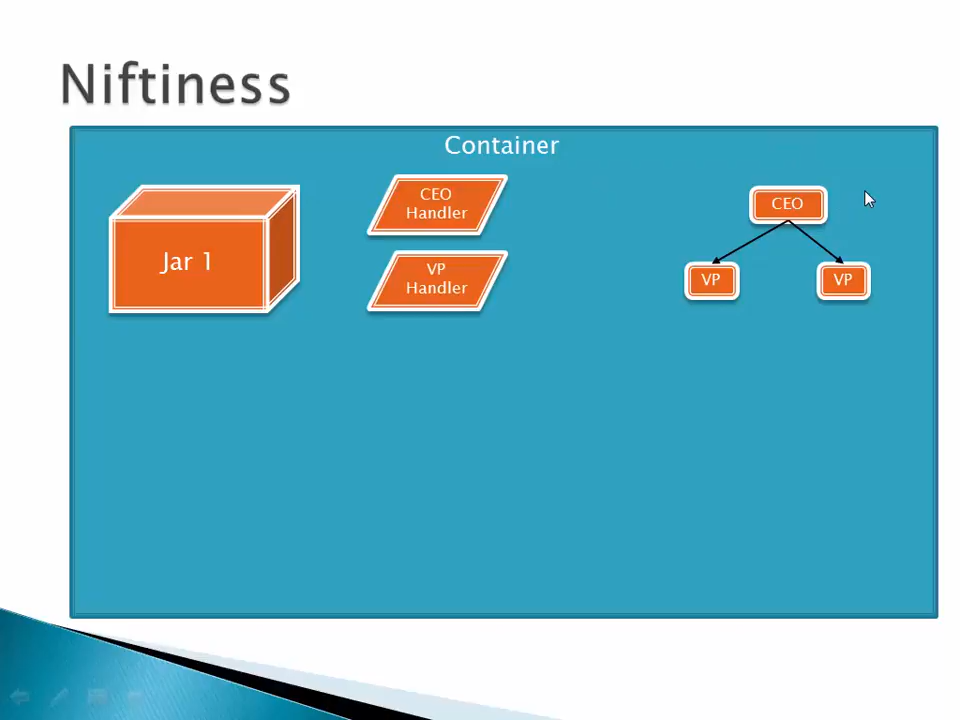 Niftiness
Container
Jar 1
CEO
Handler
VP
Handler
CEO
VP
VP